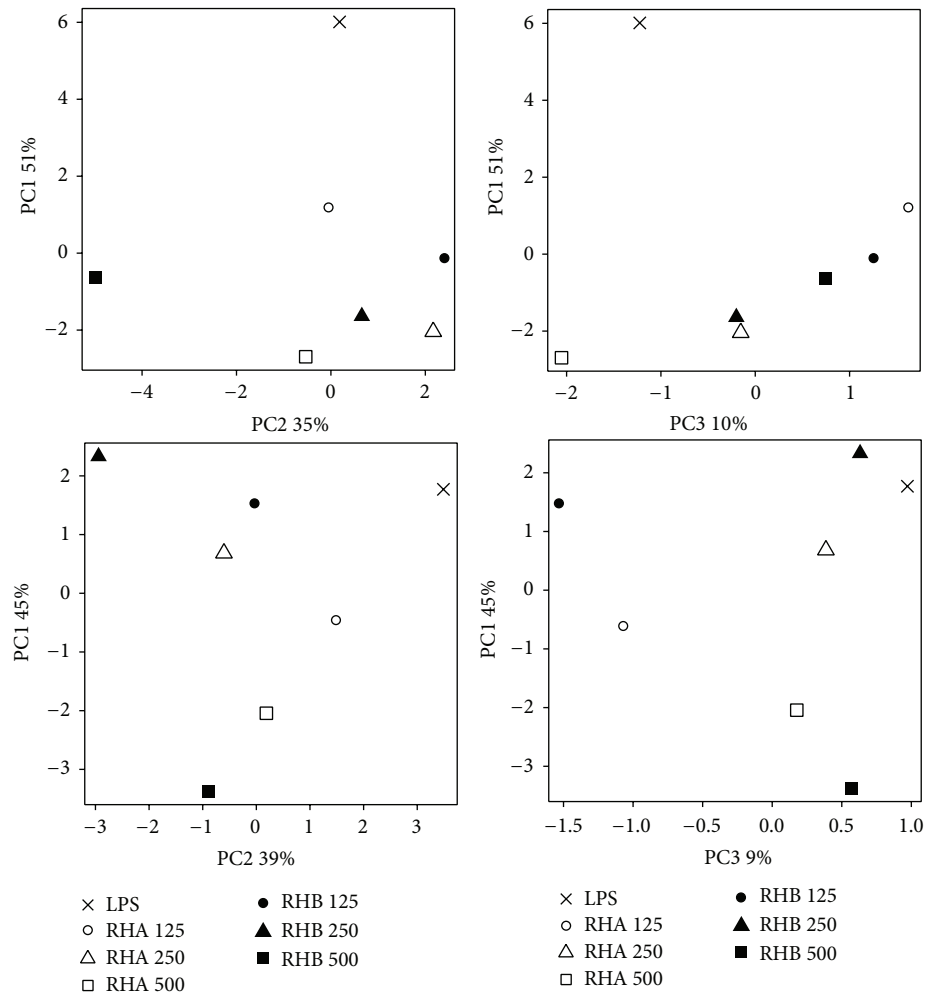 6
4
2
0
−2
−4
−2
0
2
PC1 51%
PC2 35%
6
4
2
0
−2
−2
−1
0
1
PC1 51%
PC3 10%
2
1
0
−1
−2
−3
−3
−2
−1
0
1
2
3
PC1 45%
PC2 39%
2
1
0
−1
−2
−3
−1.5
−1.0
−0.5
0.0
0.5
1.0
PC1 45%
PC3 9%
LPS
RHA 125
RHA 250
RHA 500
RHB 125
RHB 250
RHB 500
LPS
RHA 125
RHA 250
RHA 500
RHB 125
RHB 250
RHB 500